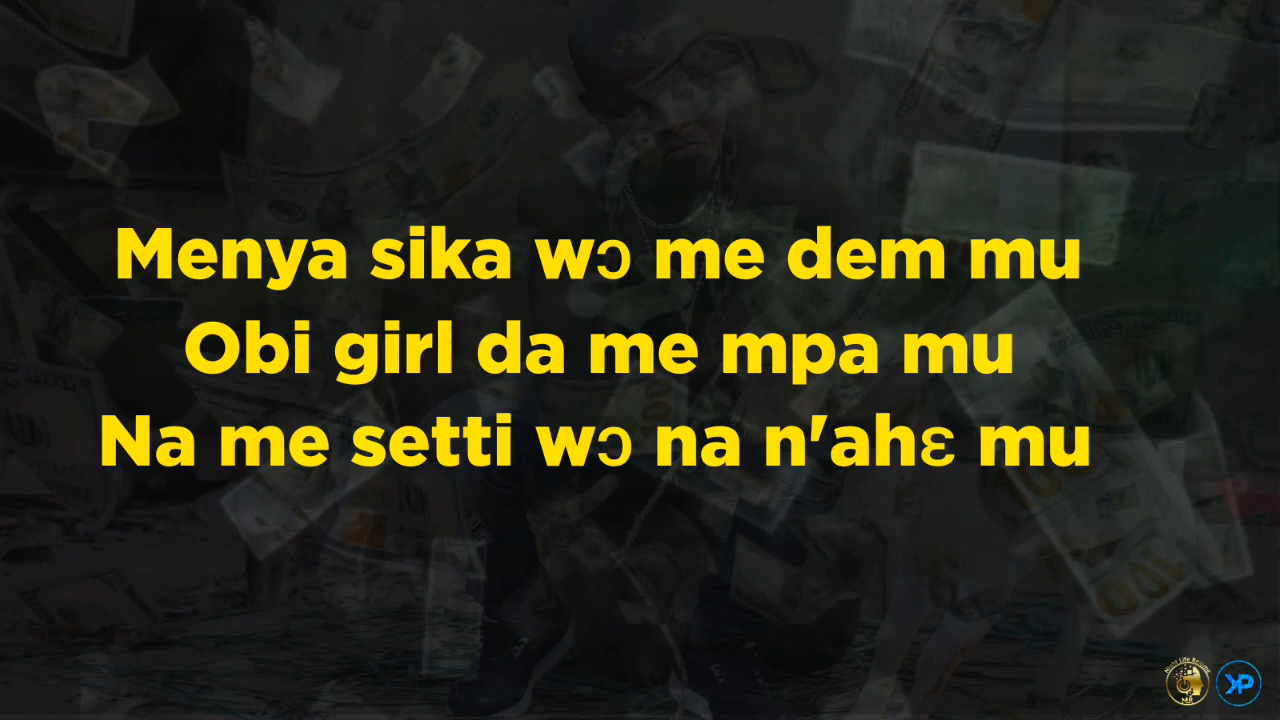 Menya sika wɔ me dem mu
Obi girl da me mpa mu
Na me setti wɔ na n'ahɛ mu